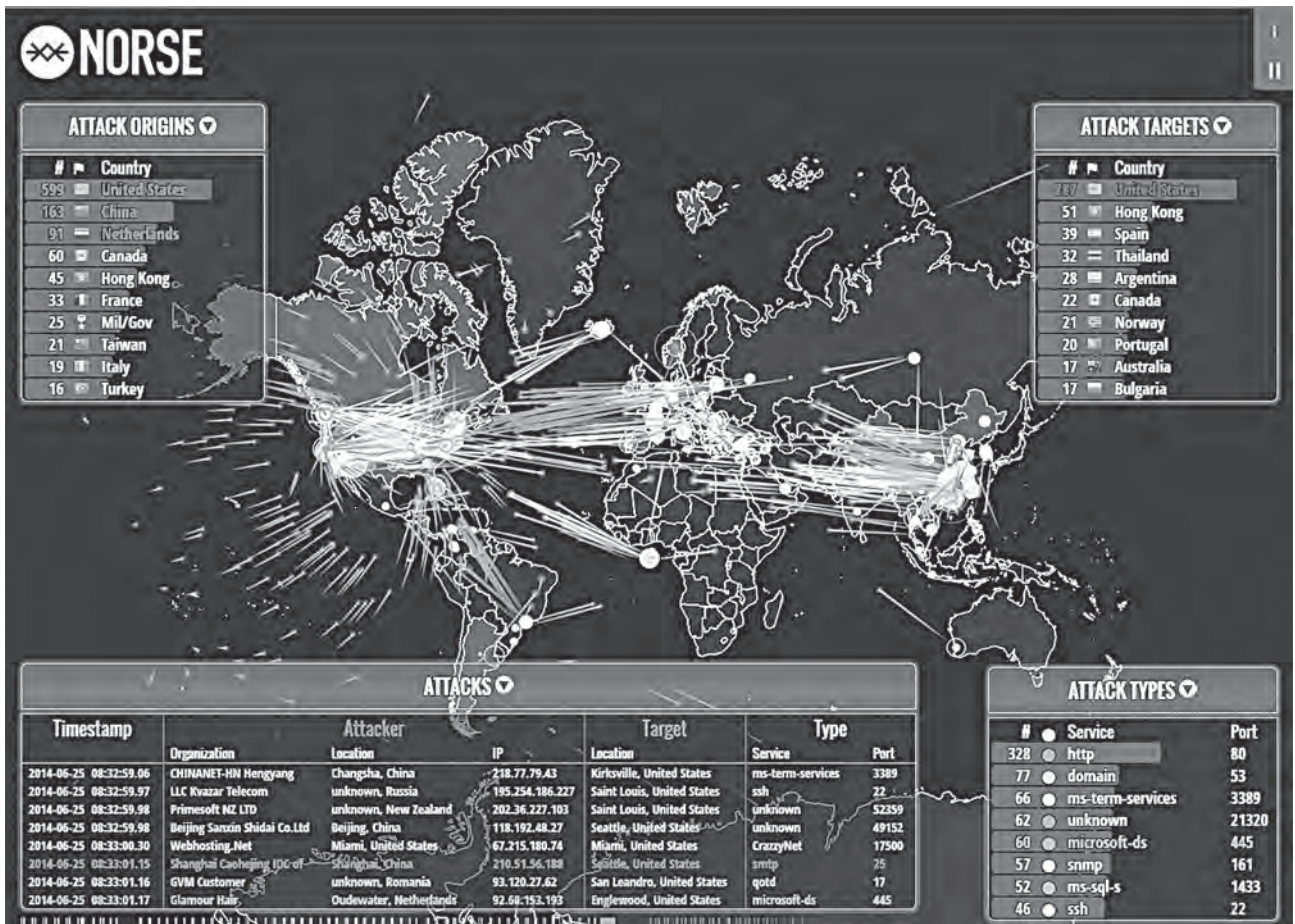 NORSE
ATTACK ORIGINS
# Country
599 United States
163 China
91 Netherlands
60 Canada
45 Hong Kong
33 France
25 Mil/Gov
21 Taiwan
19 Italy
16 Turkey
ATTACK TARGETS
# Country
United States
51 Hong Kong
39 Spain
32 Thailand
28 Argentina
22 Canada
21 Norway
20 Portugal
17 Australia
17 Bulgaria
ATTACKS
Timestamp Attacker Target Type
Organization Location IP Location Service Port
2014-06-25 08:32:59.06 CHINANET-HN Hengyang Changsha, China 218.77.79.43 Kirksville, United States ms-term-services 3389
2014-06-25 08:32:59.97 LLC Kvazar Telecom unknown, Russia 195.254.186.227 Saint Louis, United States ssh 22
2014-06-25 08:32:59.98 Primesoft NZ LTD unknown, New Zealand 202.36.227.103 Saint Louis, United States unknown 52359
2014-06-25 08:32:59.98 Beijing Sanxin Shidai Co.Ltd Beijing, China 118.192.48.27 Seattle, United States unknown 49152
2014-06-25 08:33:00.30 Webhosting.Net Miami, United States 67.215.180.74 Miami, United States CrazzyNet 17500
2014-06-25 08:33:01.15 Shanghai Caohejing IDC of Shanghai, China 210.51.56.188 Seattle, United States smtp 25
2014-06-25 08:33:01.16 GVM Customer unknown, Romania 93.120.27.62 San Leandro, United States qotd 17
2014-06-25 08:33:01.17 Glamour Hair Oudewater, Netherlands 92.68.153.193 Englewood, United States microsoft-ds 445
ATTACK TYPES
# Service Port
328 http 80
77 domain 53
66 ms-term-services 3389
62 unknown 21320
60 microsoft-ds 445
57 snmp 161
52 ms-sql-s 1433
46 ssh 22